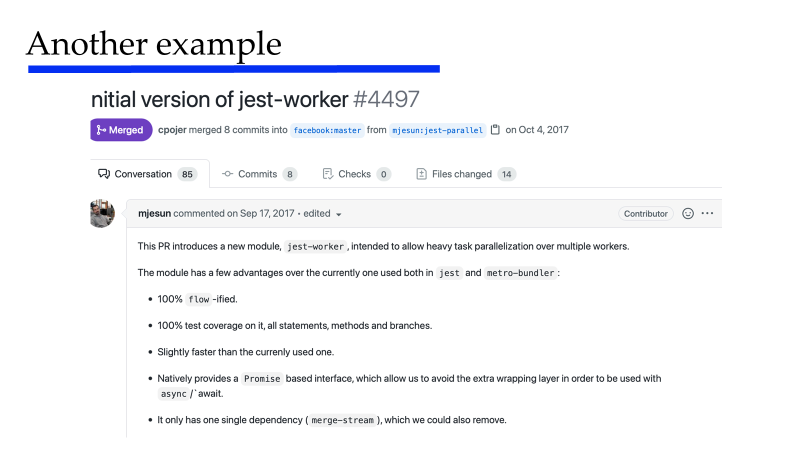 Another example
nitial version of jest-worker #4497
Merged cpojer merged 8 commits into facebook:master from mjesun:jest-parallel on Oct 4, 2017
Conversation 85 Commits 8 Checks 0 Files changed 14
mjesun commented on Sep 17, 2017 • edited Contributor
This PR introduces a new module, jest-worker , intended to allow heavy task parallelization over multiple workers.
The module has a few advantages over the currently one used both in jest and metro-bundler :
• 100% flow -ified.
• 100% test coverage on it, all statements, methods and branches.
• Slightly faster than the currenly used one.
• Natively provides a Promise based interface, which allow us to avoid the extra wrapping layer in order to be used with
async /`await.
• It only has one single dependency ( merge-stream ), which we could also remove.